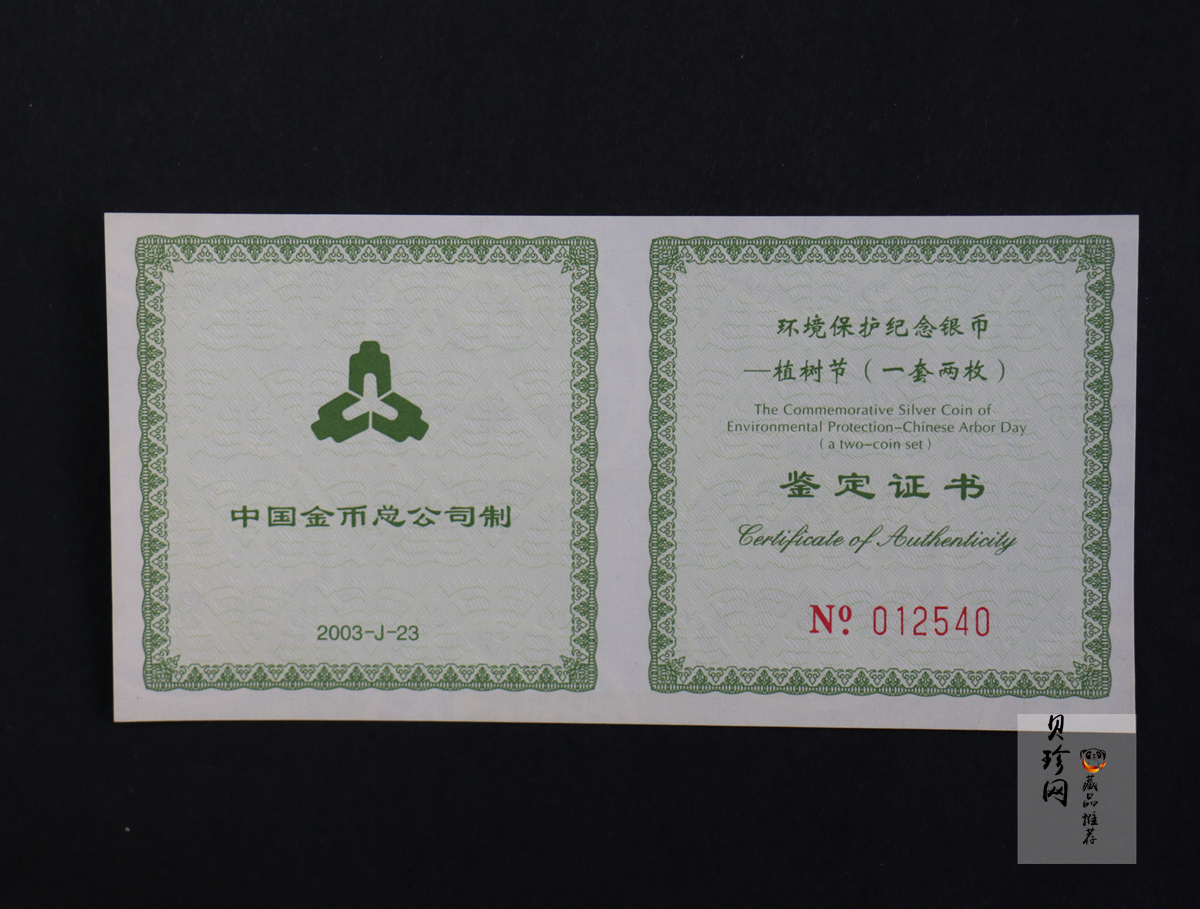 中国金币总公司制
2003-J-23
环境保护纪念银币
—植树节（一套两枚）
The Commemorative Silver Coin of
Environmental Protection-Chinese Arbor Day
( a two-coin set )
鉴定证书
Certificate of Authenticity
Nº 012540
贝珍网
藏品推荐